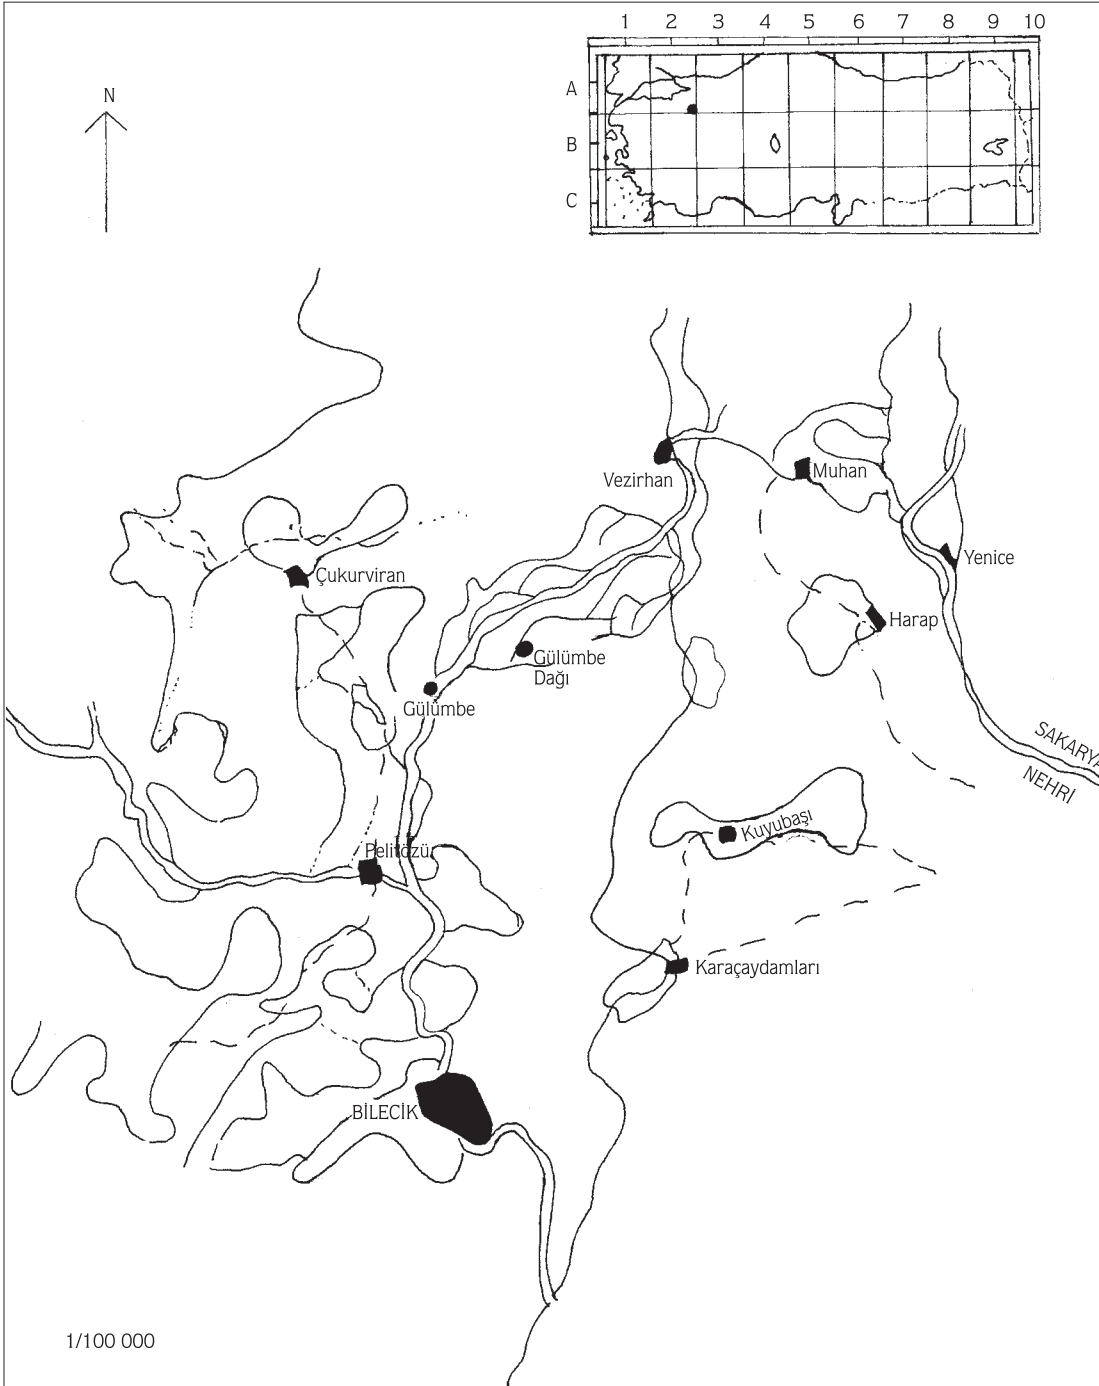 1 2 3 4 5 6 7 8 9 10
A
B
C
N
Vezirhan
Muhan
Yenice
Çukurviran
Harap
Gülümbe
Dağı
Gülümbe
SAKARYA
NEHRİ
Kuyubaşı
Pelitözü
Karaçaydamları
BİLECİK
1/100 000